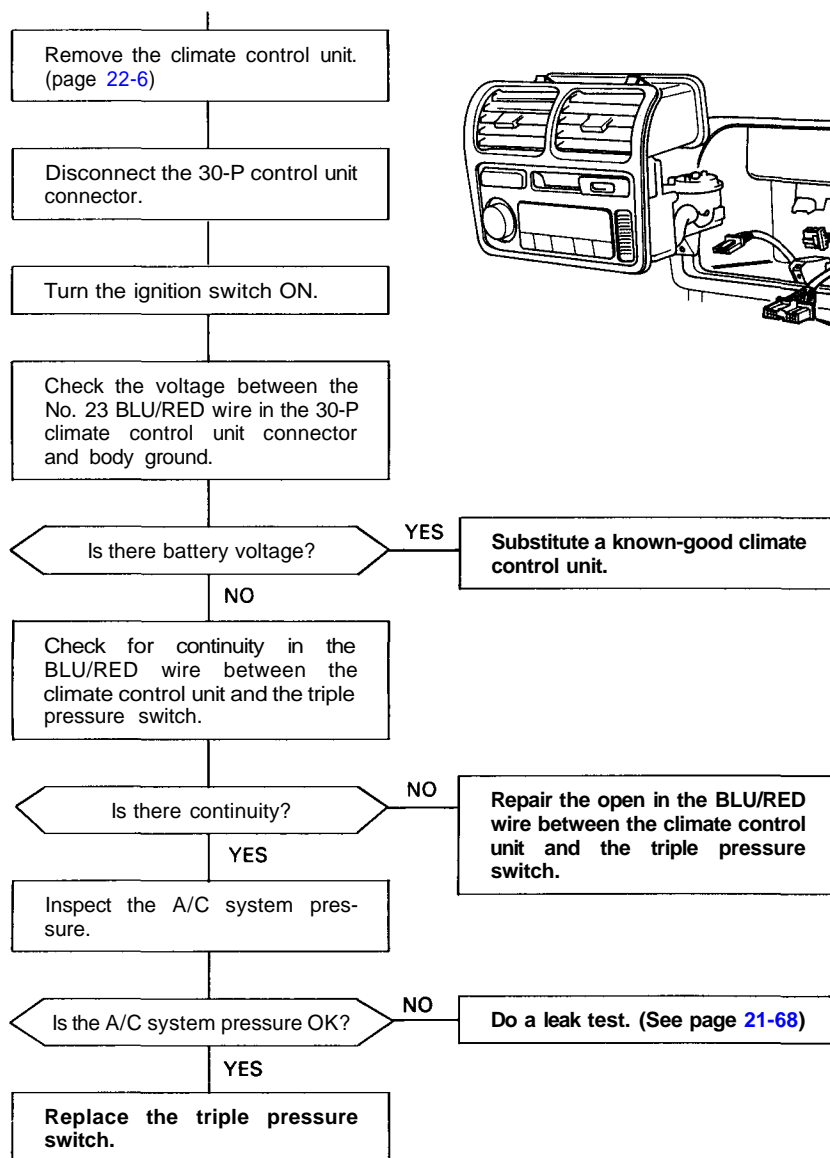 Remove the climate control unit.
(page 22-6)
Disconnect the 30-P control unit
connector.
Turn the ignition switch ON.
Check the voltage between the
No. 23 BLU/RED wire in the 30-P
climate control unit connector
and body ground.
Is there battery voltage?
YES
Substitute a known-good climate
control unit.
NO
Check for continuity in the
BLU/RED wire between the
climate control unit and the triple
pressure switch.
Is there continuity?
NO
Repair the open in the BLU/RED
wire between the climate control
unit and the triple pressure
switch.
YES
Inspect the A/C system pres-
sure.
Is the A/C system pressure OK?
NO
Do a leak test. (See page 21-68)
YES
Replace the triple pressure
switch.